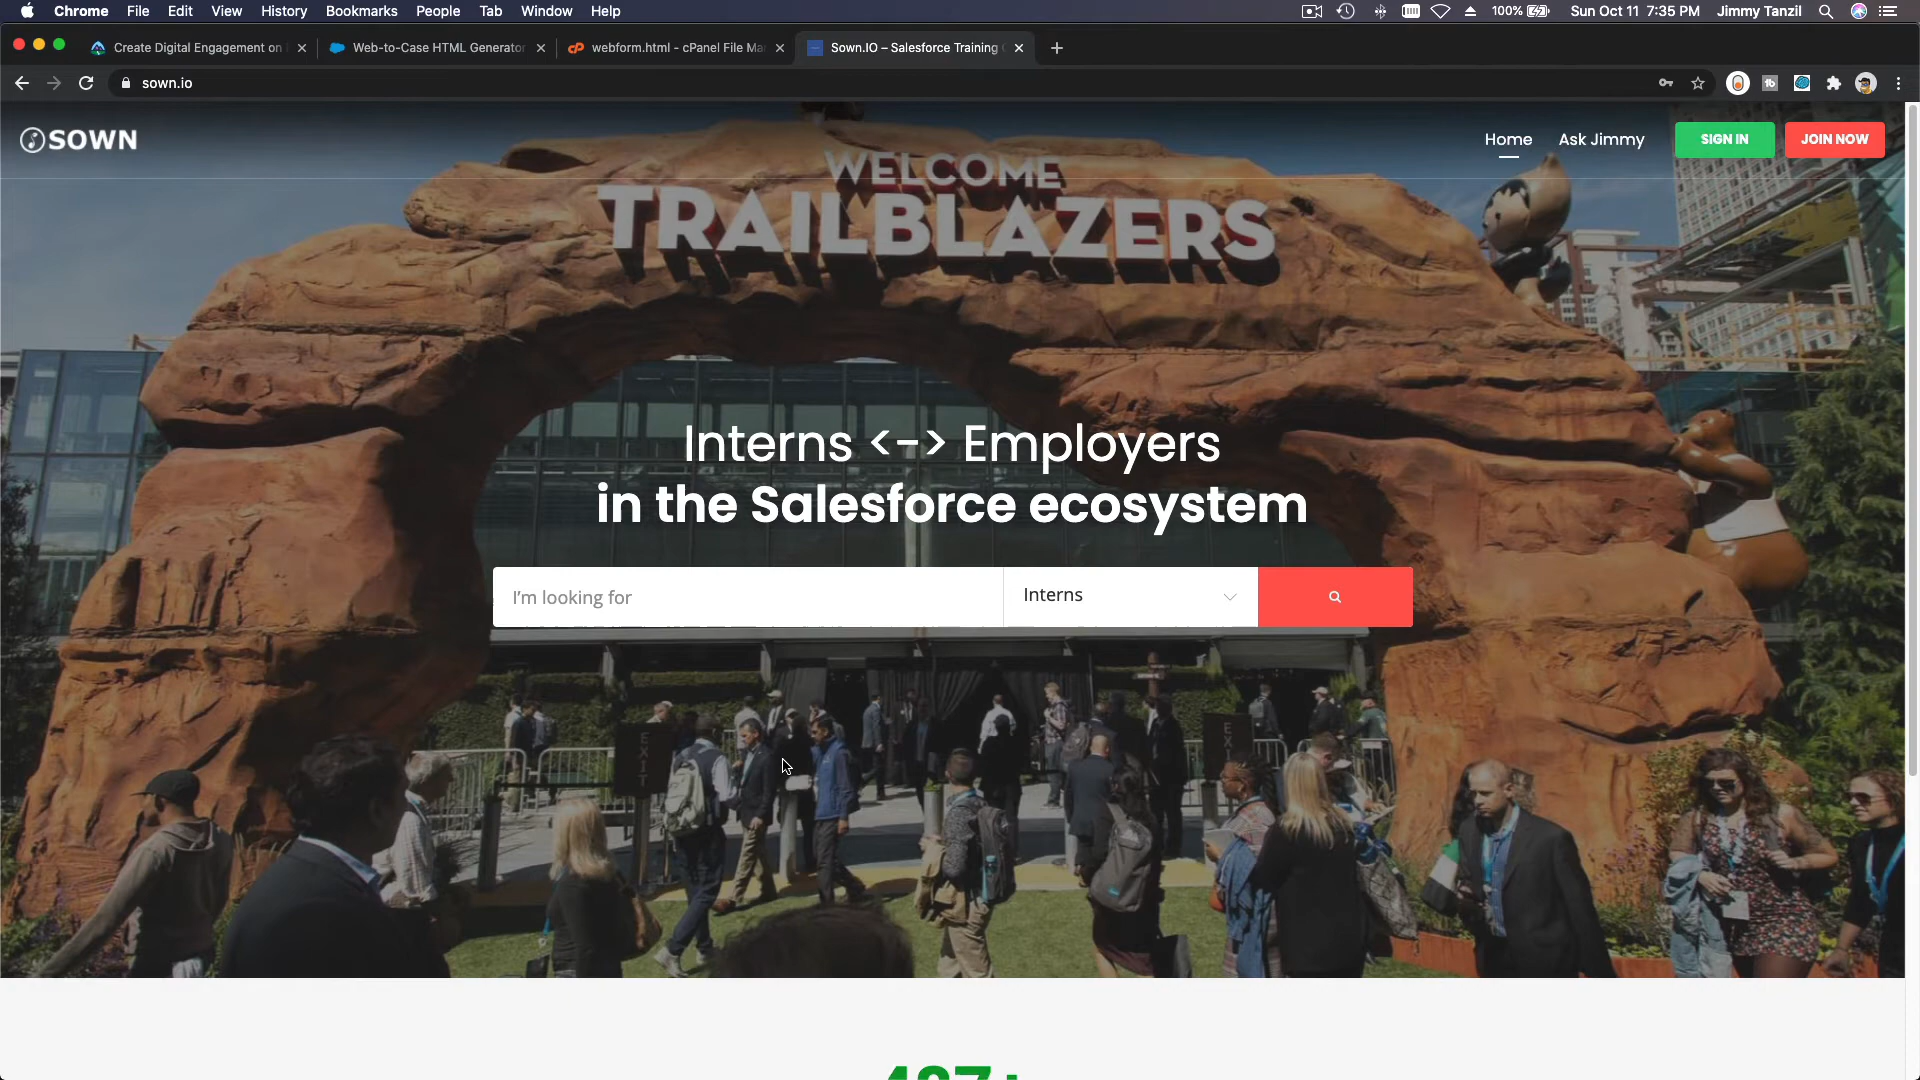 Chrome File Edit View History Bookmarks People Tab Window Help
100% Sun Oct 11 7:35 PM Jimmy Tanzil
Create Digital Engagement on
Web-to-Case HTML Generator
webform.html - cPanel File Ma
Sown.IO – Salesforce Training
sown.io
SOWN
Home
Ask Jimmy
SIGN IN
JOIN NOW
WELCOME
TRAILBLAZERS
Interns <-> Employers
in the Salesforce ecosystem
I'm looking for
Interns
EXIT
EXIT